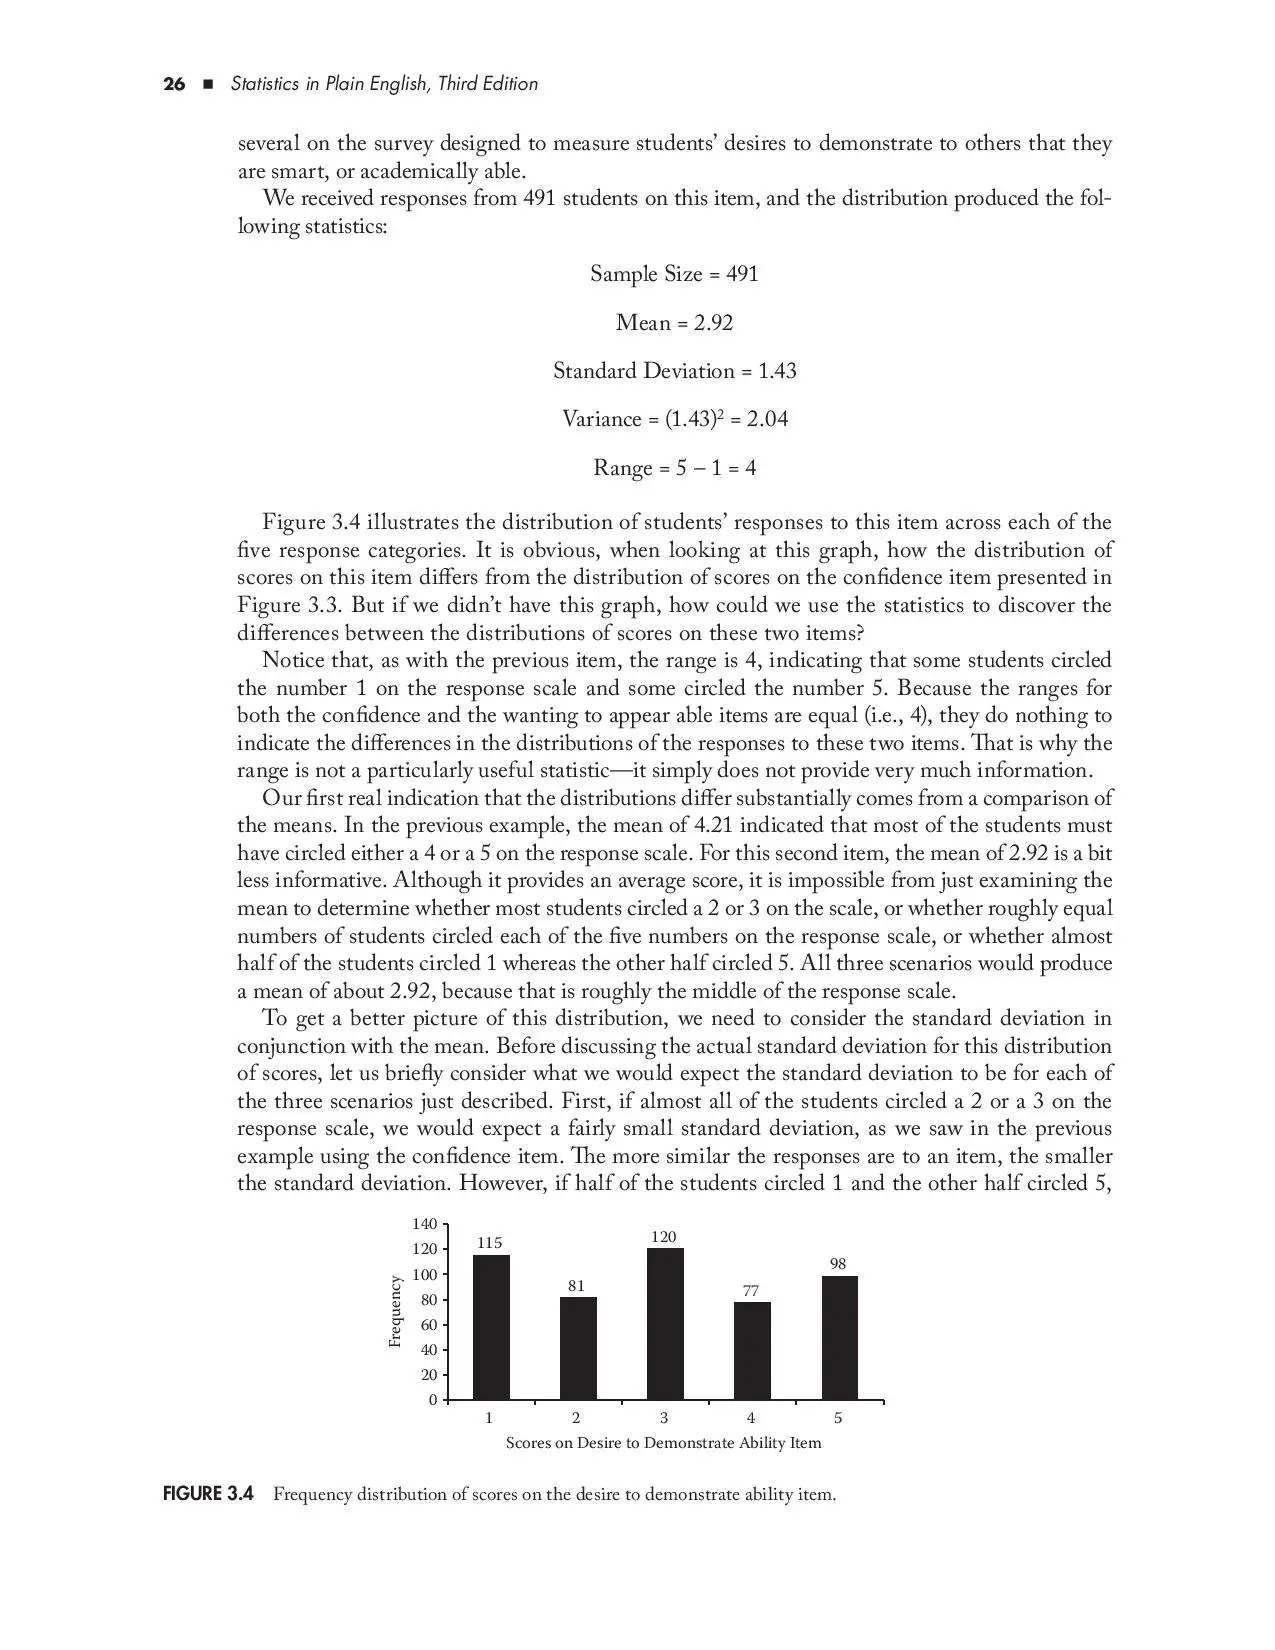 26 ■ Statistics in Plain English, Third Edition
several on the survey designed to measure students’ desires to demonstrate to others that they
are smart, or academically able.
We received responses from 491 students on this item, and the distribution produced the fol-
lowing statistics:
Sample Size = 491
Mean = 2.92
Standard Deviation = 1.43
Variance = (1.43)² = 2.04
Range = 5 – 1 = 4
Figure 3.4 illustrates the distribution of students’ responses to this item across each of the
five response categories. It is obvious, when looking at this graph, how the distribution of
scores on this item differs from the distribution of scores on the confidence item presented in
Figure 3.3. But if we didn’t have this graph, how could we use the statistics to discover the
differences between the distributions of scores on these two items?
Notice that, as with the previous item, the range is 4, indicating that some students circled
the number 1 on the response scale and some circled the number 5. Because the ranges for
both the confidence and the wanting to appear able items are equal (i.e., 4), they do nothing to
indicate the differences in the distributions of the responses to these two items. That is why the
range is not a particularly useful statistic—it simply does not provide very much information.
Our first real indication that the distributions differ substantially comes from a comparison of
the means. In the previous example, the mean of 4.21 indicated that most of the students must
have circled either a 4 or a 5 on the response scale. For this second item, the mean of 2.92 is a bit
less informative. Although it provides an average score, it is impossible from just examining the
mean to determine whether most students circled a 2 or 3 on the scale, or whether roughly equal
numbers of students circled each of the five numbers on the response scale, or whether almost
half of the students circled 1 whereas the other half circled 5. All three scenarios would produce
a mean of about 2.92, because that is roughly the middle of the response scale.
To get a better picture of this distribution, we need to consider the standard deviation in
conjunction with the mean. Before discussing the actual standard deviation for this distribution
of scores, let us briefly consider what we would expect the standard deviation to be for each of
the three scenarios just described. First, if almost all of the students circled a 2 or a 3 on the
response scale, we would expect a fairly small standard deviation, as we saw in the previous
example using the confidence item. The more similar the responses are to an item, the smaller
the standard deviation. However, if half of the students circled 1 and the other half circled 5,
140
120
100
80
60
40
20
0
Frequency
115
81
120
77
98
1 2 3 4 5
Scores on Desire to Demonstrate Ability Item
FIGURE 3.4 Frequency distribution of scores on the desire to demonstrate ability item.